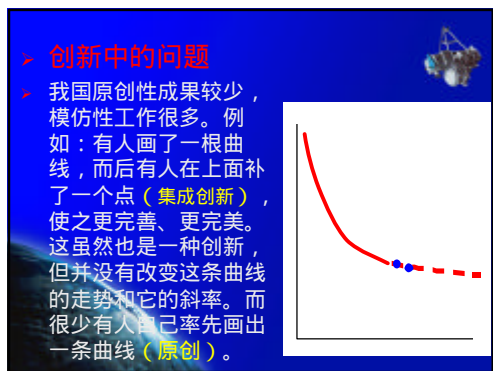 创新中的问题
我国原创性成果较少，
模仿性工作很多。例
如：有人画了一根曲
线，而后有人在上面补
了一个点（集成创新），
使之更完善、更完美。
这虽然也是一种创新，
但并没有改变这条曲线
的走势和它的斜率。而
很少有人自己率先画出
一条曲线（原创）。